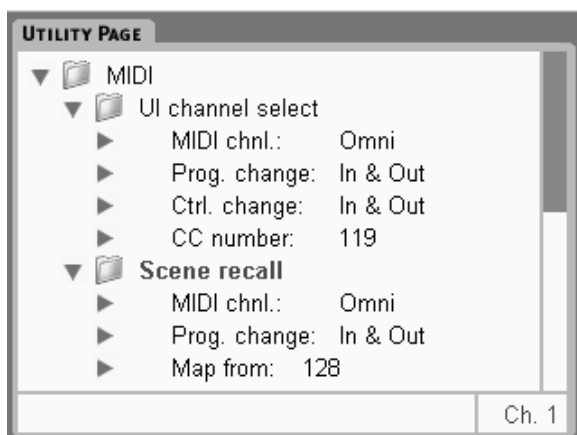 UTILITY PAGE
MIDI
UI channel select
MIDI chnl.: Omni
Prog. change: In & Out
Ctrl. change: In & Out
CC number: 119
Scene recall
MIDI chnl.: Omni
Prog. change: In & Out
Map from: 128
Ch. 1